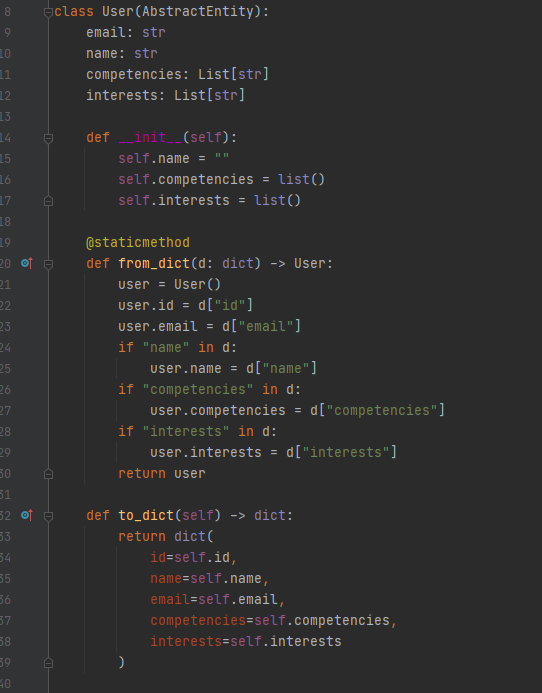 8 class User(AbstractEntity):
9     email: str
10     name: str
11     competencies: List[str]
12     interests: List[str]
13
14     def __init__(self):
15         self.name = ""
16         self.competencies = list()
17         self.interests = list()
18
19     @staticmethod
20     def from_dict(d: dict) -> User:
21         user = User()
22         user.id = d["id"]
23         user.email = d["email"]
24         if "name" in d:
25             user.name = d["name"]
26         if "competencies" in d:
27             user.competencies = d["competencies"]
28         if "interests" in d:
29             user.interests = d["interests"]
30         return user
31
32     def to_dict(self) -> dict:
33         return dict(
34             id=self.id,
35             name=self.name,
36             email=self.email,
37             competencies=self.competencies,
38             interests=self.interests
39         )
40